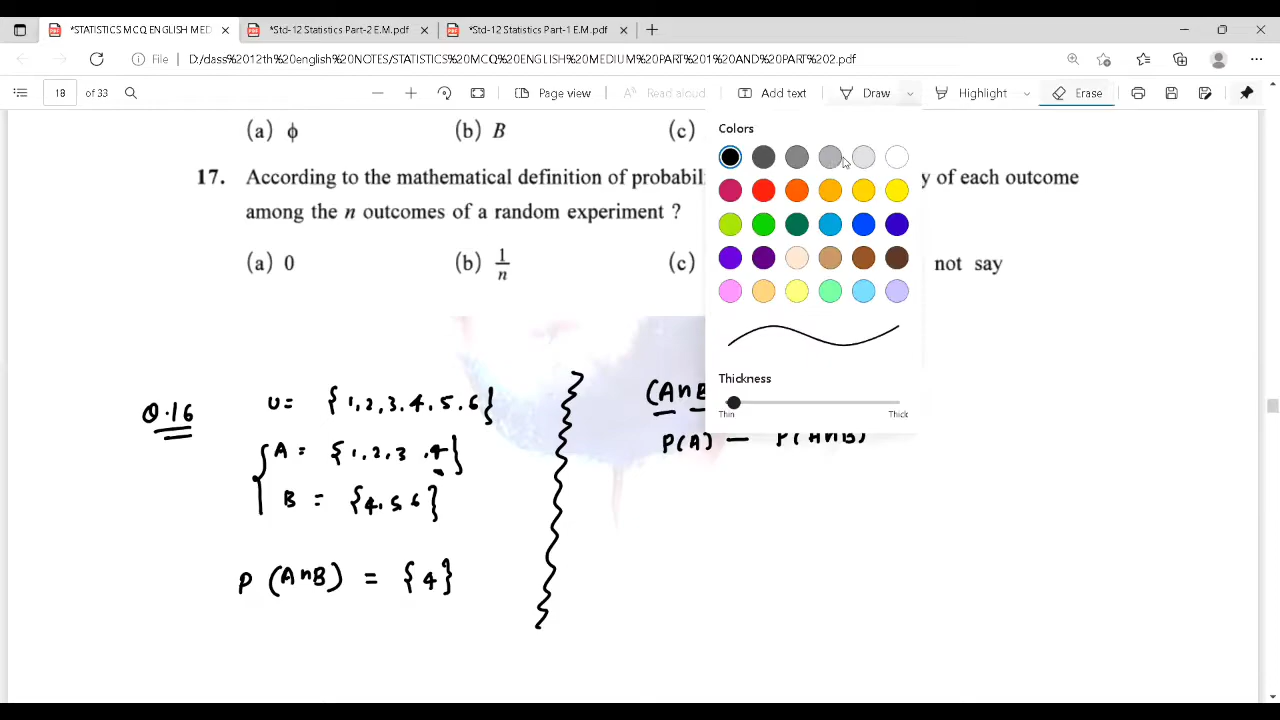 *STATISTICS MCQ ENGLISH MED
*Std-12 Statistics Part-2 E.M.pdf
*Std-12 Statistics Part-1 E.M.pdf
File
D:/class%2012th%20english%20NOTES/STATISTICS%20MCQ%20ENGLISH%20MEDIUM%20PART%201%20AND%20PART%202.pdf
18 of 33
Page view
Read aloud
Add text
Draw
Highlight
Erase
(a) ϕ (b) B (c)
17. According to the mathematical definition of probabil y of each outcome
among the n outcomes of a random experiment ?
(a) 0 (b) 1/n (c) not say
Colors
Thickness
Thin Thick
Q.16 U = {1,2,3,4,5,6}
A = {1,2,3,4}
B = {4,5,6}
P (A∩B) = {4}
(A∩B
P(A) — P(A∩B)